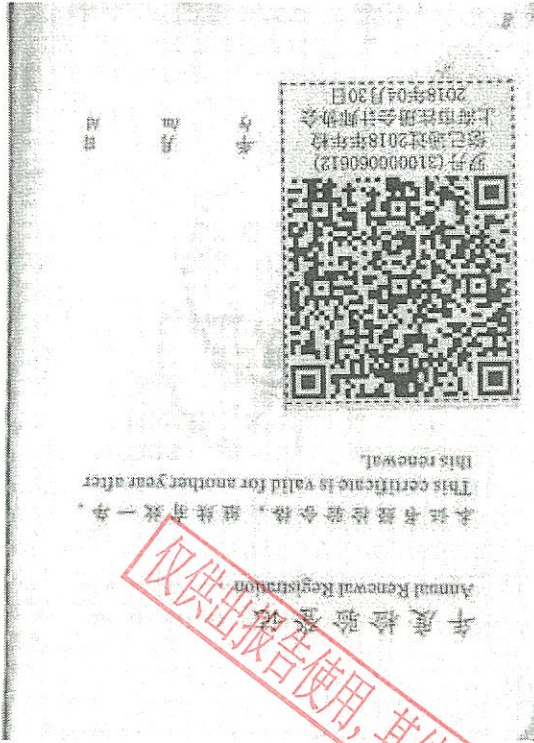 年度检验登记
Annual Renewal Registration
本证书经检验合格，继续有效一年。
This certificate is valid for another year after
this renewal.
罗丹(310000060612)
您已通过2018年年检
上海市注册会计师协会
2018年04月30日
年 月 日
仅供出报告使用，其他